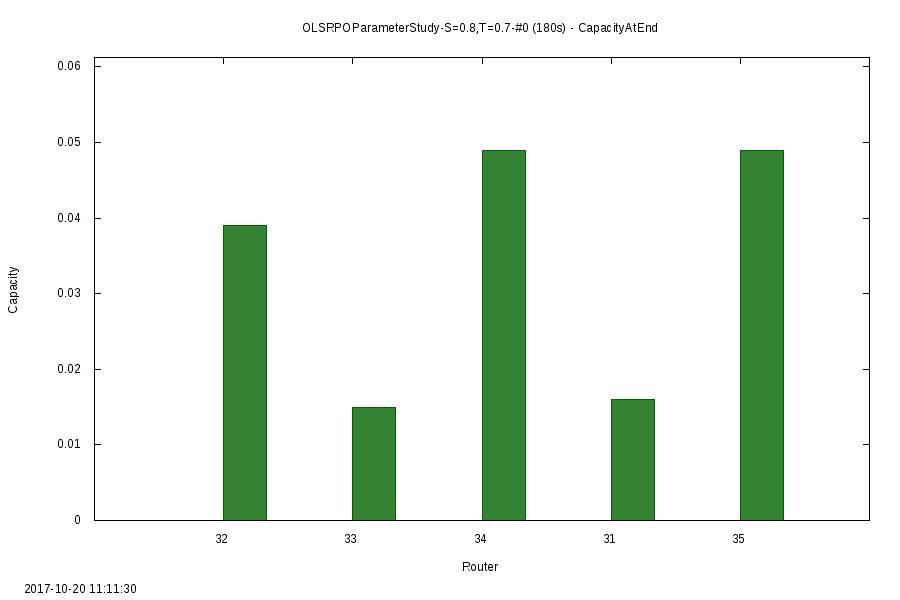 OLSRPOParameterStudy-S=0.8,T=0.7-#0 (180s) - CapacityAtEnd
0.06
0.05
0.04
0.03
0.02
0.01
0
Capacity
32 33 34 31 35
Router
2017-10-20 11:11:30